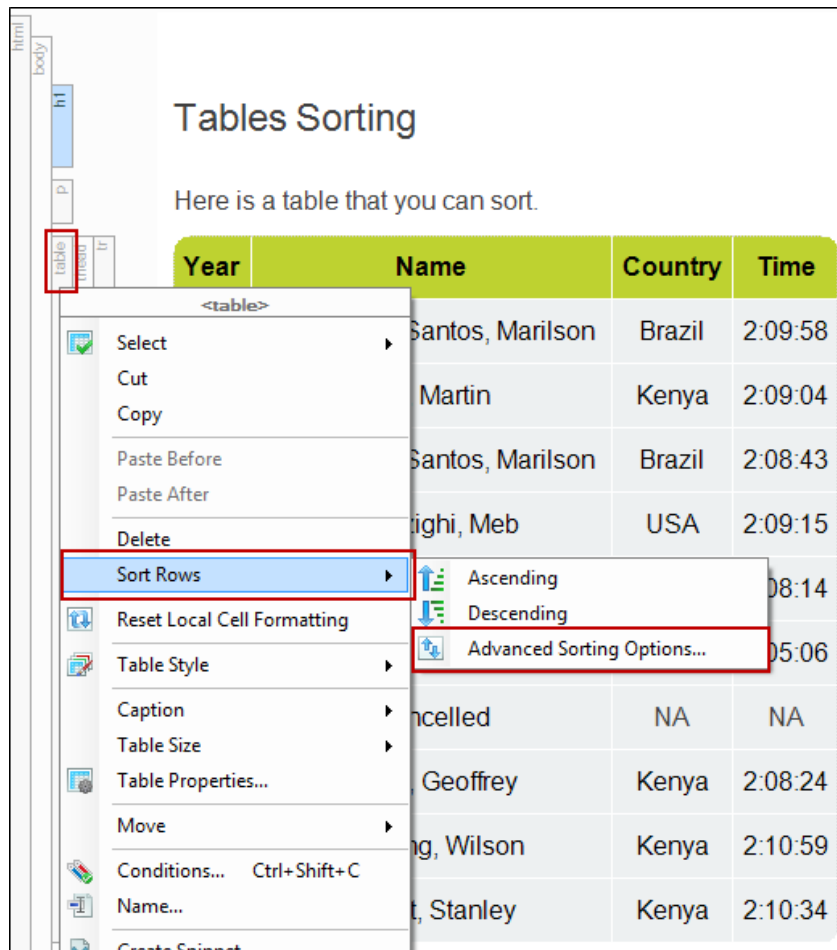 html
body
h1
Tables Sorting
p
Here is a table that you can sort.
table
thead
tr
Year Name Country Time
<table>
Select
Santos, Marilson Brazil 2:09:58
Cut
Copy
Martin Kenya 2:09:04
Paste Before
Santos, Marilson Brazil 2:08:43
Paste After
Delete
ighi, Meb USA 2:09:15
Sort Rows
Ascending
08:14
Descending
Reset Local Cell Formatting
Advanced Sorting Options...
05:06
Table Style
Caption
ncelled NA NA
Table Size
Table Properties...
, Geoffrey Kenya 2:08:24
Move
ng, Wilson Kenya 2:10:59
Conditions... Ctrl+Shift+C
Name...
t, Stanley Kenya 2:10:34
Create Snippet